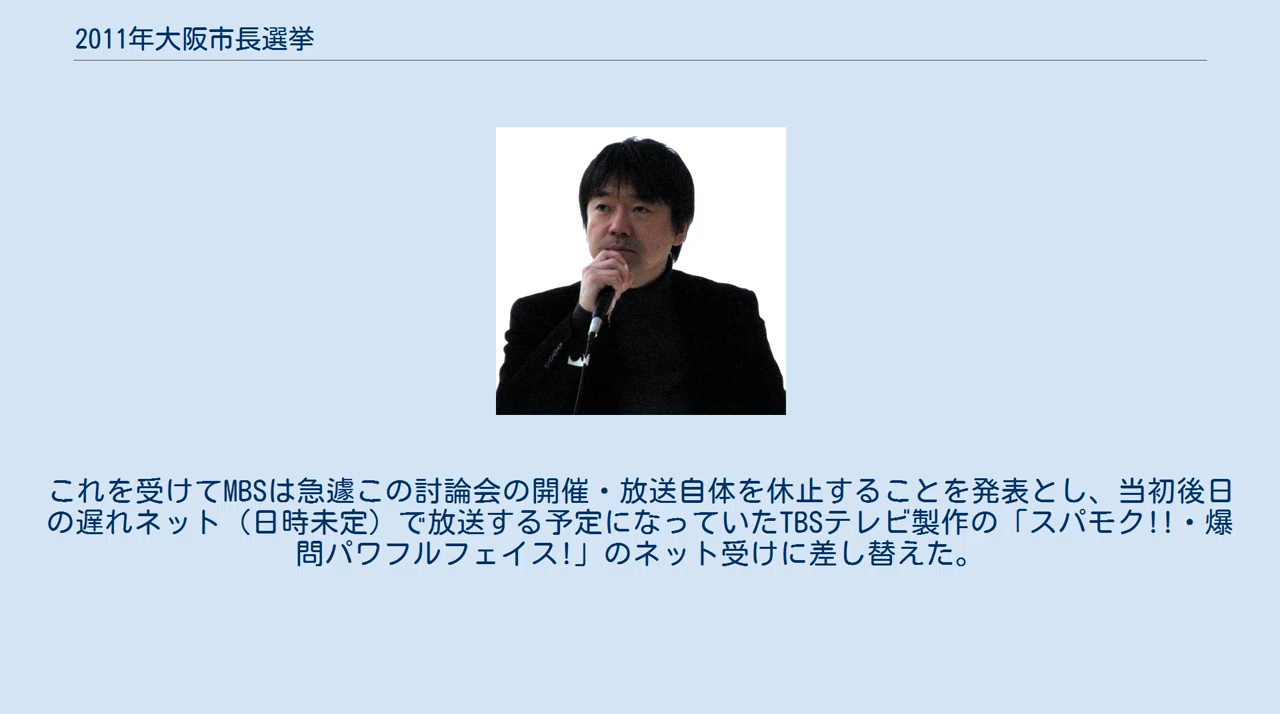 2011年大阪市長選挙
これを受けてMBSは急遽この討論会の開催・放送自体を休止することを発表とし、当初後日
の遅れネット（日時未定）で放送する予定になっていたTBSテレビ製作の「スパモク!!・爆
問パワフルフェイス!」のネット受けに差し替えた。